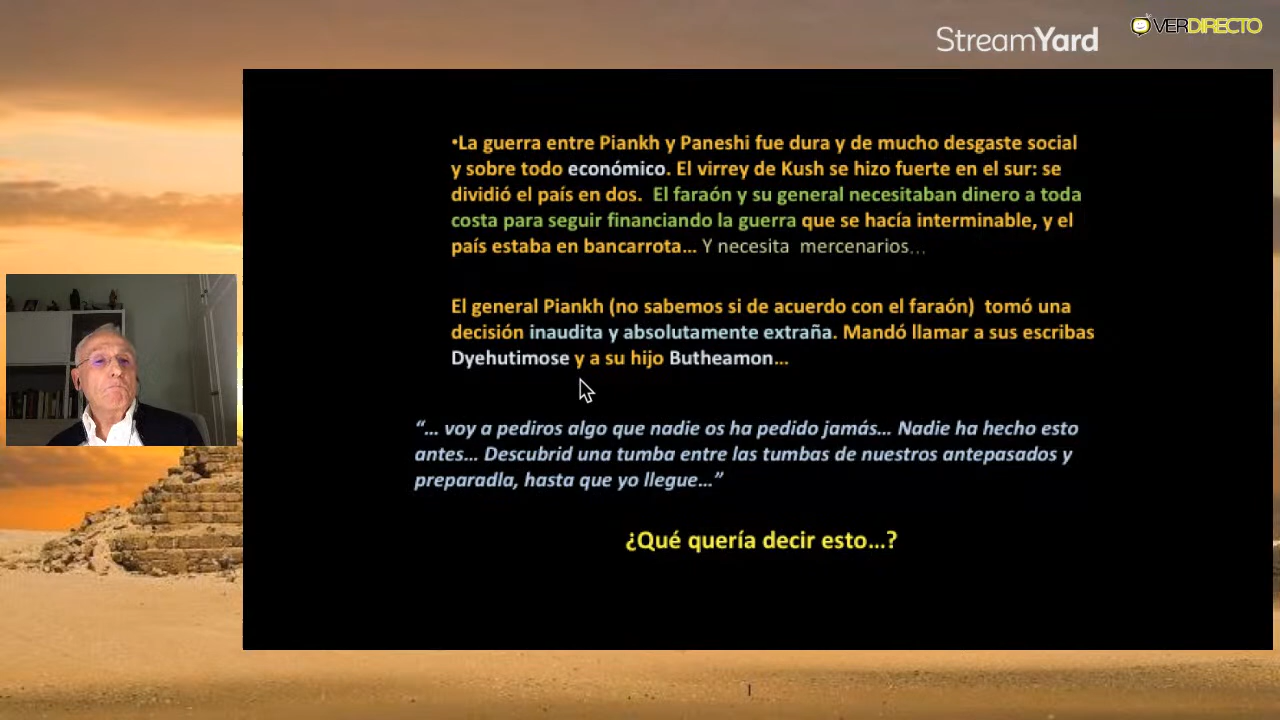 StreamYard
OVERDIRECTO
•La guerra entre Piankh y Paneshi fue dura y de mucho desgaste social
y sobre todo económico. El virrey de Kush se hizo fuerte en el sur: se
dividió el país en dos.  El faraón y su general necesitaban dinero a toda
costa para seguir financiando la guerra que se hacía interminable, y el
país estaba en bancarrota... Y necesita  mercenarios...
El general Piankh (no sabemos si de acuerdo con el faraón)  tomó una
decisión inaudita y absolutamente extraña. Mandó llamar a sus escribas
Dyehutimose y a su hijo Butheamon...
“... voy a pediros algo que nadie os ha pedido jamás... Nadie ha hecho esto
antes... Descubrid una tumba entre las tumbas de nuestros antepasados y
preparadla, hasta que yo llegue...”
¿Qué quería decir esto...?